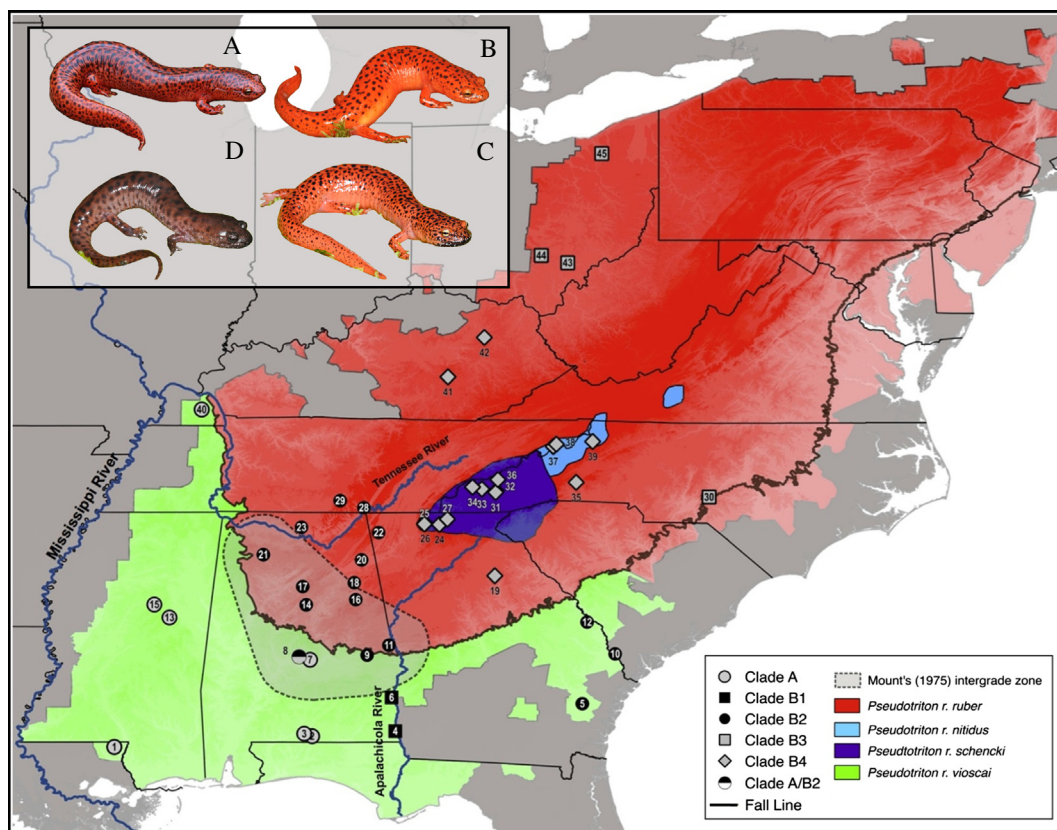 A
B
D
C
45
44
43
42
41
40
Mississippi River
Tennessee River
38
37
39
36
35
34
33
32
31
30
29
28
27
25
26
24
23
22
21
20
19
18
17
16
14
15
13
12
11
10
9
8
7
6
5
4
3
2
1
Apalachicola River
Clade A
Clade B1
Clade B2
Clade B3
Clade B4
Clade A/B2
Mount's (1975) intergrade zone
Pseudotriton r. ruber
Pseudotriton r. nitidus
Pseudtotriton r. schencki
Pseudotriton r. vioscai
Fall Line